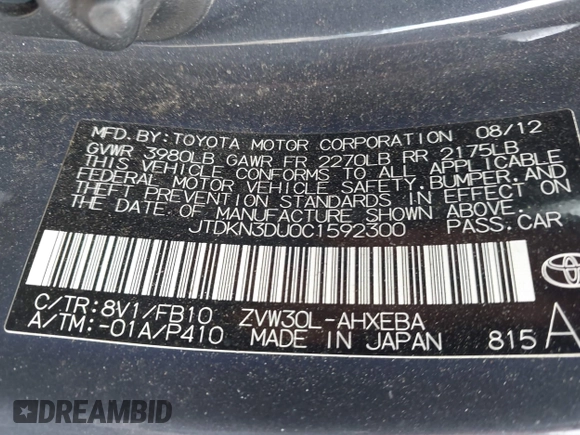 MFD.BY:TOYOTA MOTOR CORPORATION 08/12
GVWR 3980LB GAWR FR 2270LB RR 2175LB
THIS VEHICLE CONFORMS TO ALL APPLICABLE
FEDERAL MOTOR VEHICLE SAFETY,BUMPER,AND
THEFT PREVENTION STANDARDS IN EFFECT ON
THE DATE OF MANUFACTURE SHOWN ABOVE.
JTDKN3DU0C1592300 PASS.CAR
C/TR:8V1/FB10 ZVW30L-AHXEBA
A/TM:-01A/P410 MADE IN JAPAN 815 A
DREAMBID